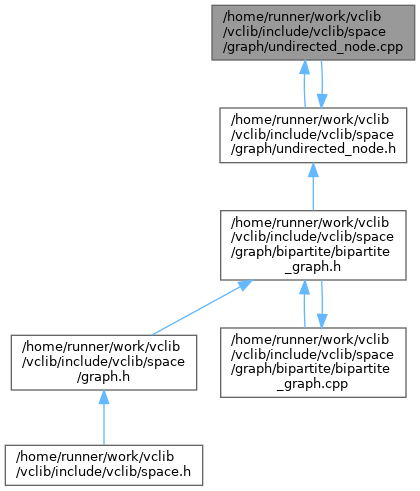 /home/runner/work/vclib
/vclib/include/vclib/space
/graph/undirected_node.cpp
/home/runner/work/vclib
/vclib/include/vclib/space
/graph/undirected_node.h
/home/runner/work/vclib
/vclib/include/vclib/space
/graph/bipartite/bipartite
_graph.h
/home/runner/work/vclib
/vclib/include/vclib/space
/graph.h
/home/runner/work/vclib
/vclib/include/vclib/space
/graph/bipartite/bipartite
_graph.cpp
/home/runner/work/vclib
/vclib/include/vclib/space.h